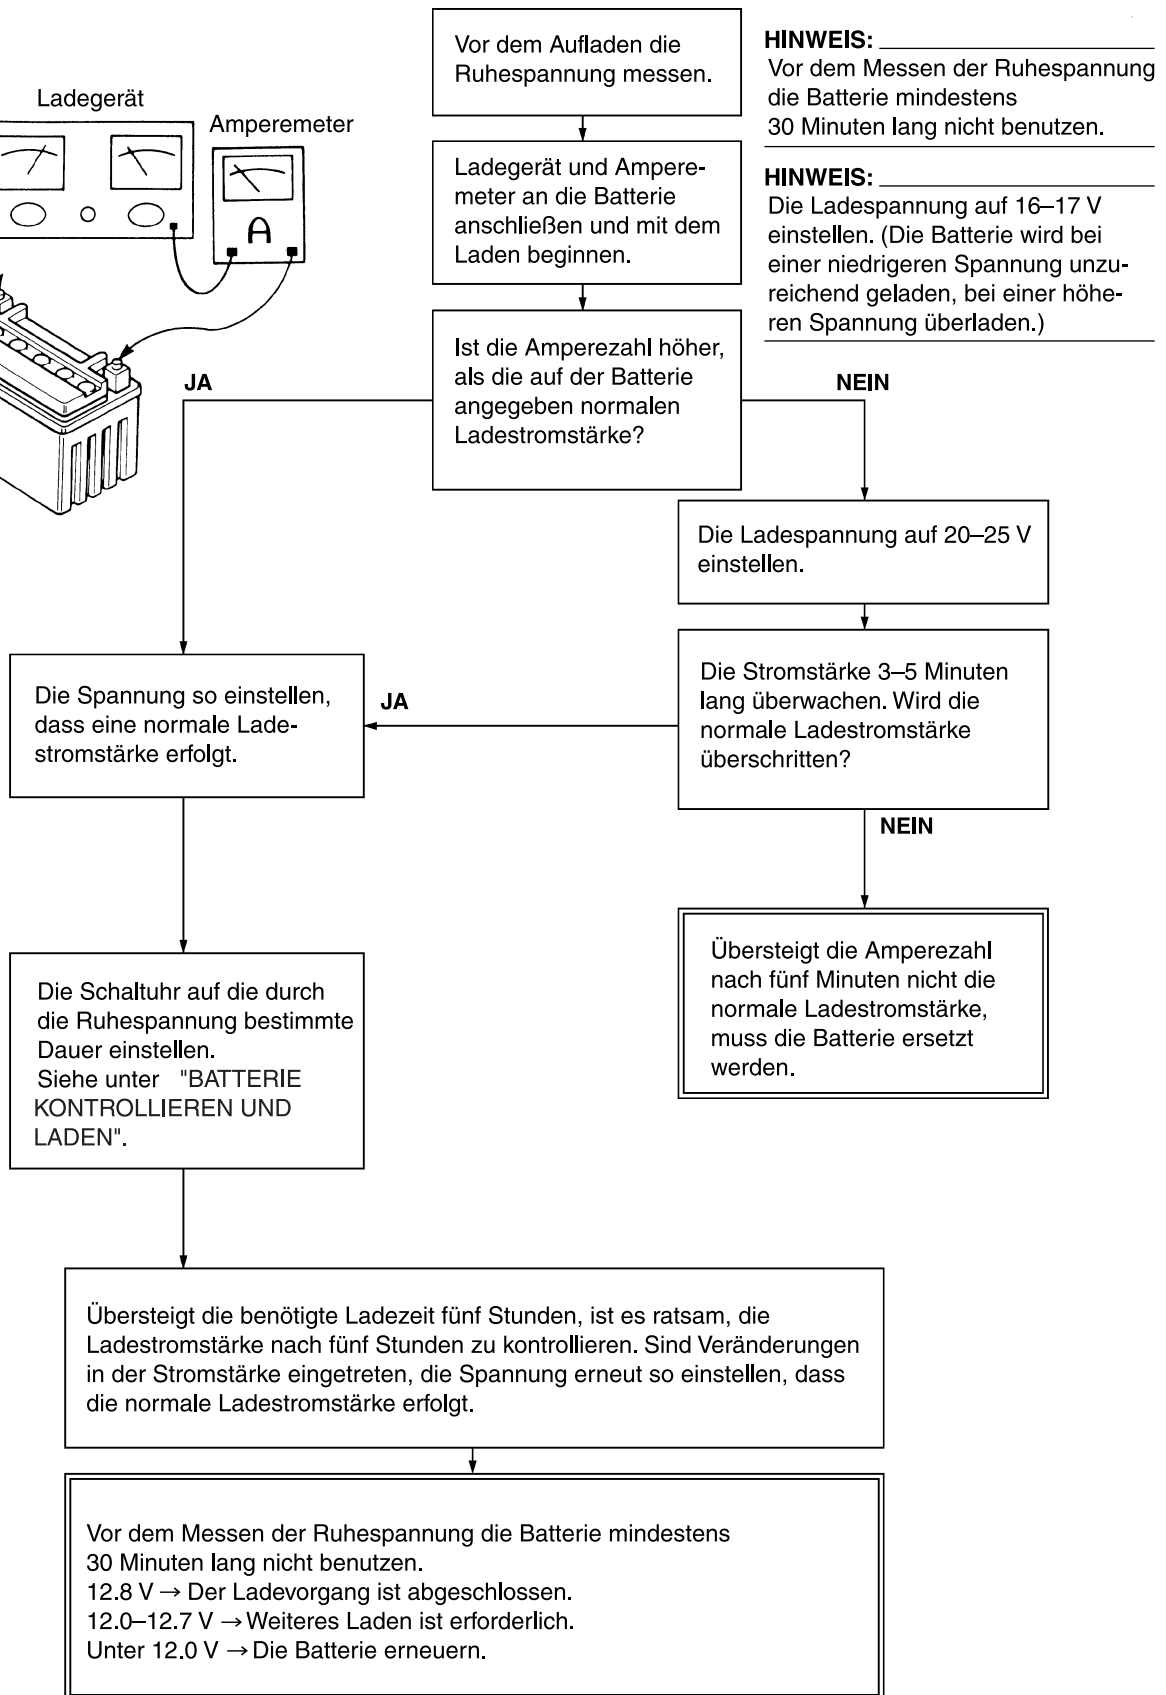 Ladegerät
Amperemeter
A
Vor dem Aufladen die
Ruhespannung messen.
HINWEIS:
Vor dem Messen der Ruhespannung
die Batterie mindestens
30 Minuten lang nicht benutzen.
Ladegerät und Ampere-
meter an die Batterie
anschließen und mit dem
Laden beginnen.
HINWEIS:
Die Ladespannung auf 16–17 V
einstellen. (Die Batterie wird bei
einer niedrigeren Spannung unzu-
reichend geladen, bei einer höhe-
ren Spannung überladen.)
Ist die Amperezahl höher,
als die auf der Batterie
angegeben normalen
Ladestromstärke?
JA
NEIN
Die Ladespannung auf 20–25 V
einstellen.
Die Stromstärke 3–5 Minuten
lang überwachen. Wird die
normale Ladestromstärke
überschritten?
JA
NEIN
Die Spannung so einstellen,
dass eine normale Lade-
stromstärke erfolgt.
Übersteigt die Amperezahl
nach fünf Minuten nicht die
normale Ladestromstärke,
muss die Batterie ersetzt
werden.
Die Schaltuhr auf die durch
die Ruhespannung bestimmte
Dauer einstellen.
Siehe unter "BATTERIE
KONTROLLIEREN UND
LADEN".
Übersteigt die benötigte Ladezeit fünf Stunden, ist es ratsam, die
Ladestromstärke nach fünf Stunden zu kontrollieren. Sind Veränderungen
in der Stromstärke eingetreten, die Spannung erneut so einstellen, dass
die normale Ladestromstärke erfolgt.
Vor dem Messen der Ruhespannung die Batterie mindestens
30 Minuten lang nicht benutzen.
12.8 V → Der Ladevorgang ist abgeschlossen.
12.0–12.7 V → Weiteres Laden ist erforderlich.
Unter 12.0 V → Die Batterie erneuern.